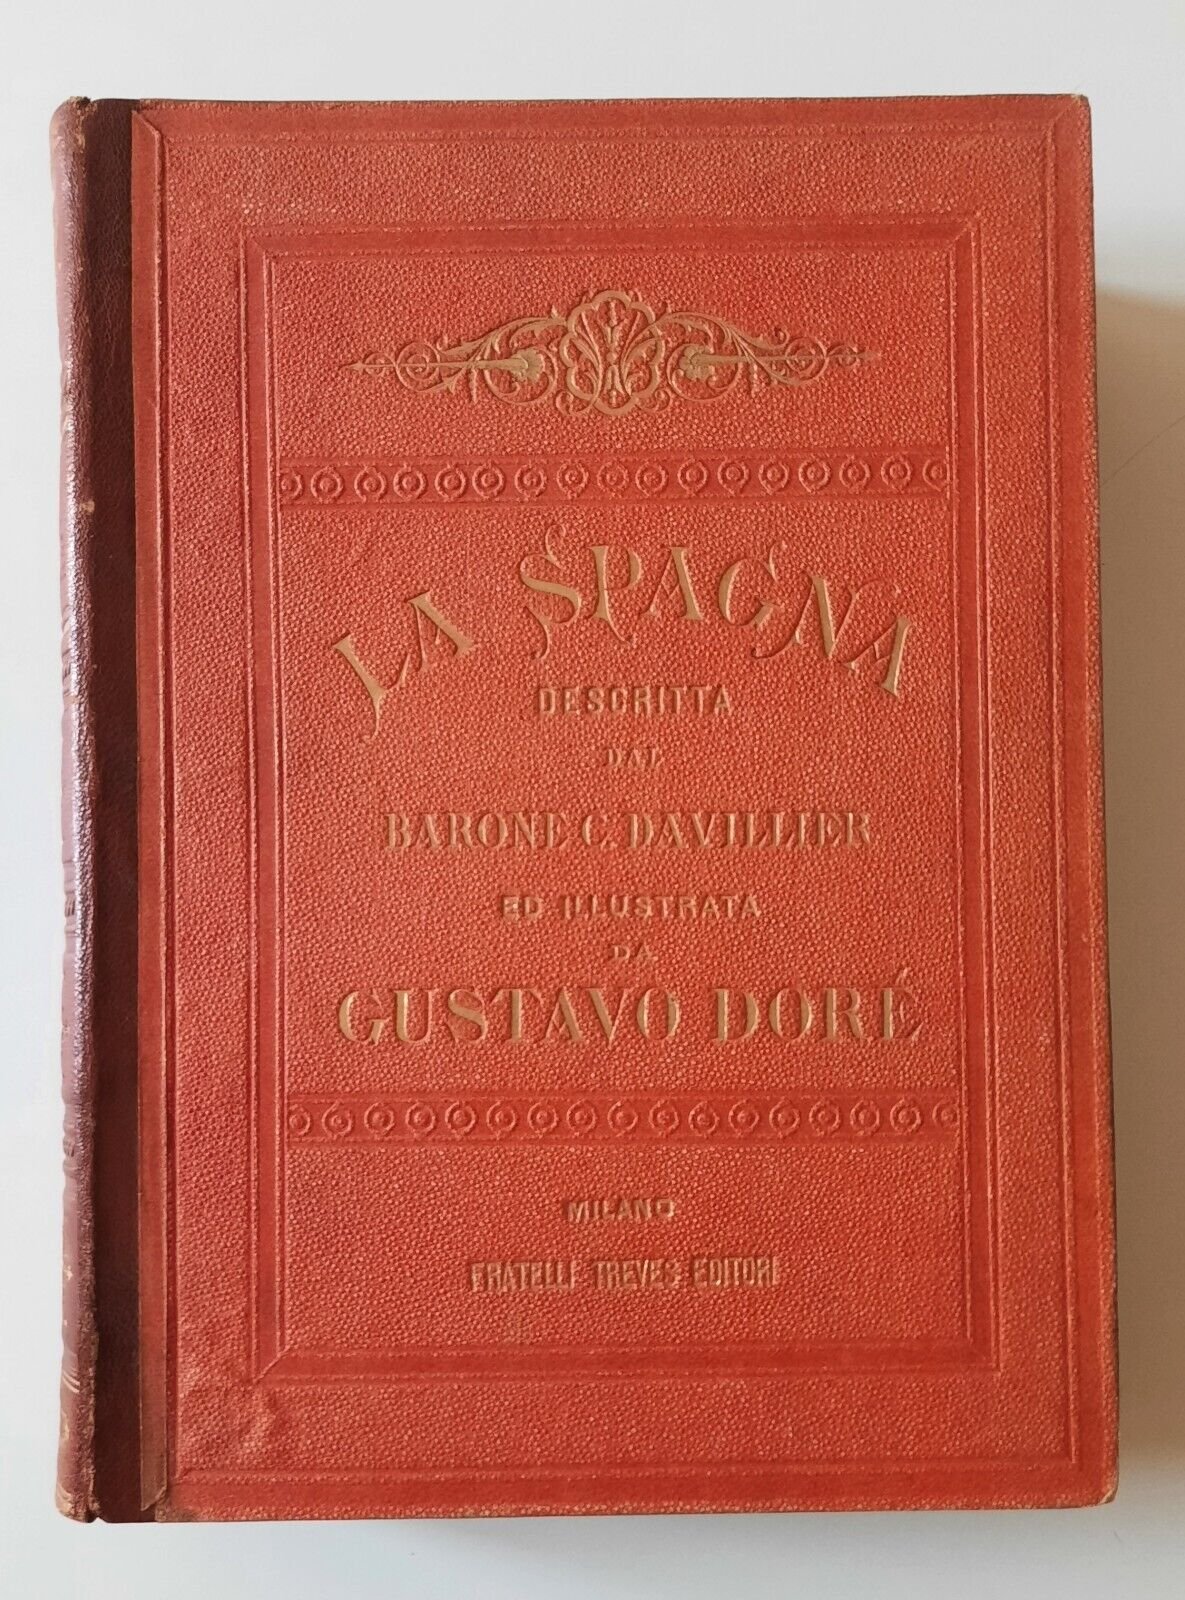 LA SPAGNA
DESCRITTA
DAL
BARONE C. DAVILLIER
ED ILLUSTRATA
DA
GUSTAVO DORÉ
MILANO
FRATELLI TREVES EDITORI